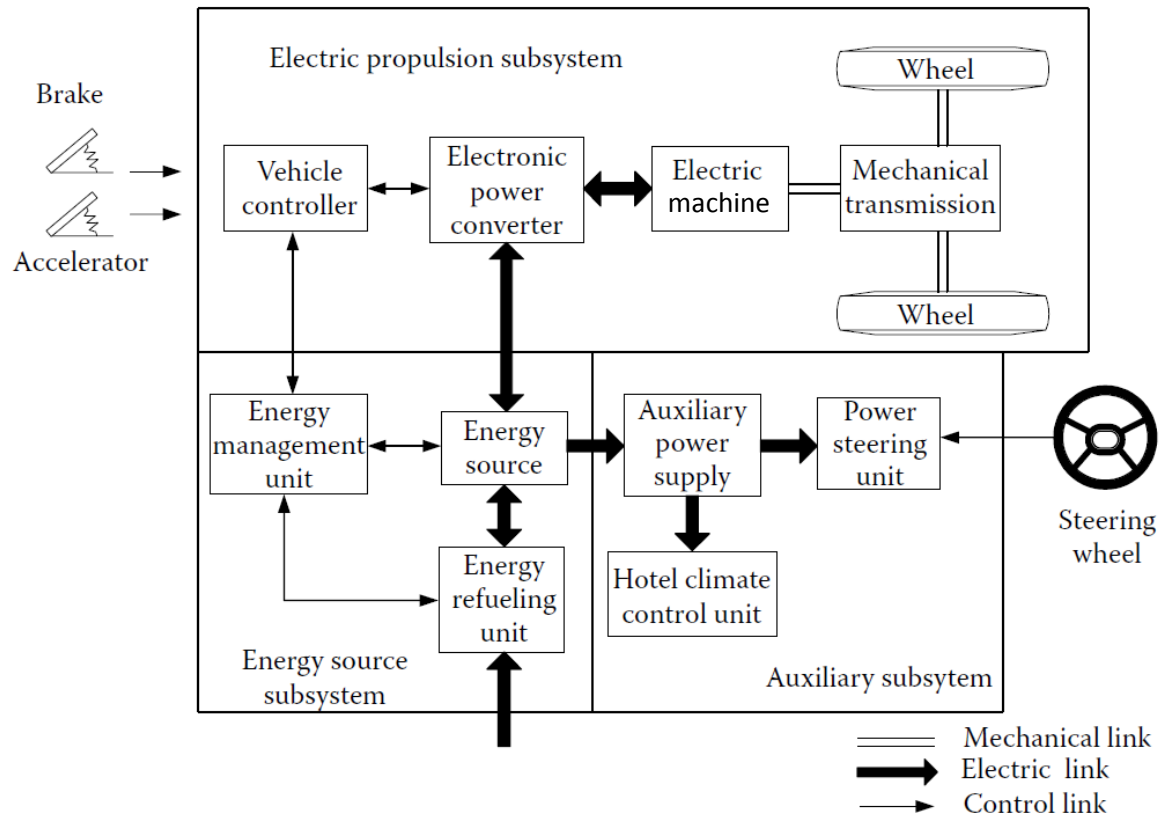 Electric propulsion subsystem
Wheel
Brake
Vehicle
controller
Electronic
power
converter
Electric
machine
Mechanical
transmission
Accelerator
Wheel
Energy
management
unit
Energy
source
Auxiliary
power
supply
Power
steering
unit
Steering
wheel
Energy
refueling
unit
Hotel climate
control unit
Energy source
subsystem
Auxiliary subsytem
Mechanical link
Electric link
Control link